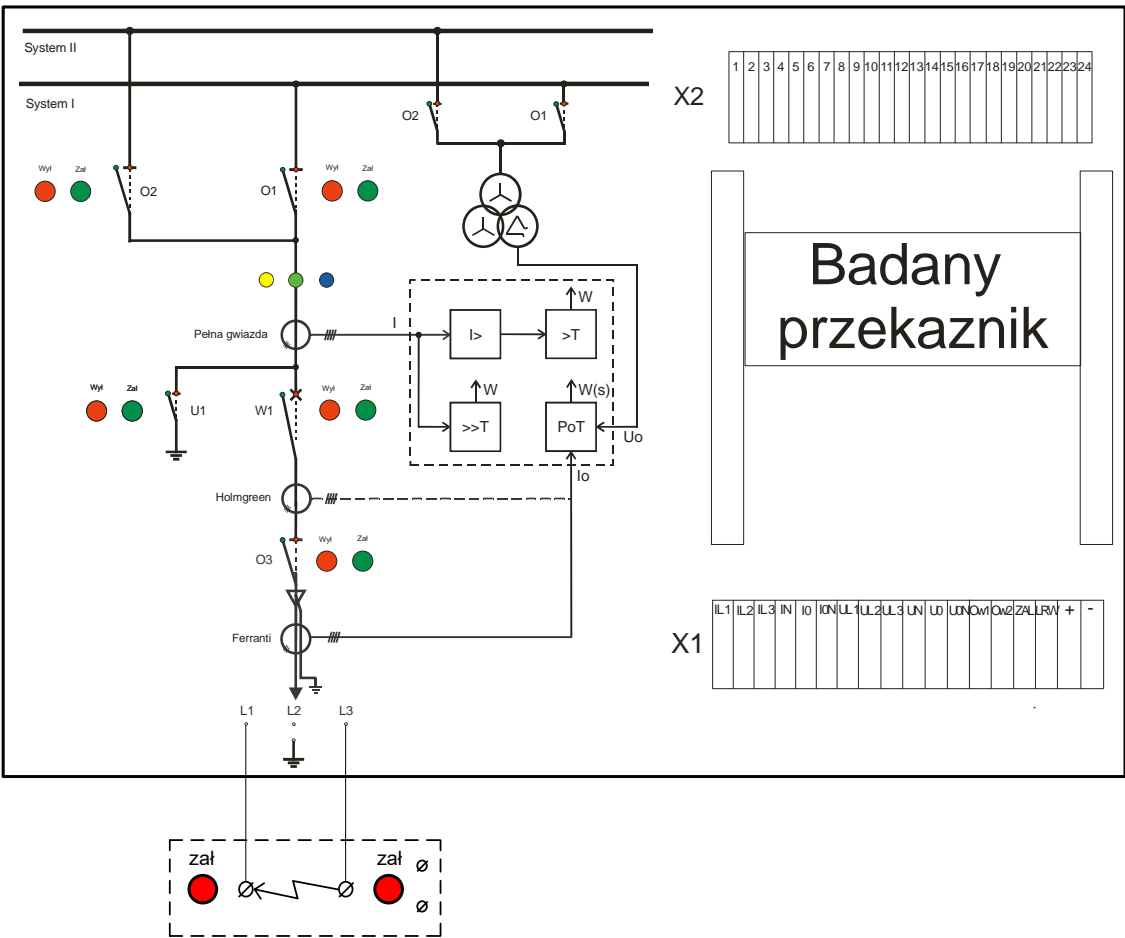 System II
System I
O2
O1
X2
1 2 3 4 5 6 7 8 9 10 11 12 13 14 15 16 17 18 19 20 21 22 23 24
Wył Zał
O2
O1
Wył Zał
Badany
przekaznik
Pełna gwiazda
I
I>
W
>T
Wył Zał
U1
W1
Wył Zał
W
>>T
W(s)
PoT
Uo
Io
Holmgreen
O3
Wył Zał
Ferranti
X1
IL1 IL2 IL3 IN I0 I0N UL1 UL2 UL3 UN U0 U0N Ow1 Ow2 ZAL LRW + -
L1 L2 L3
zał zał